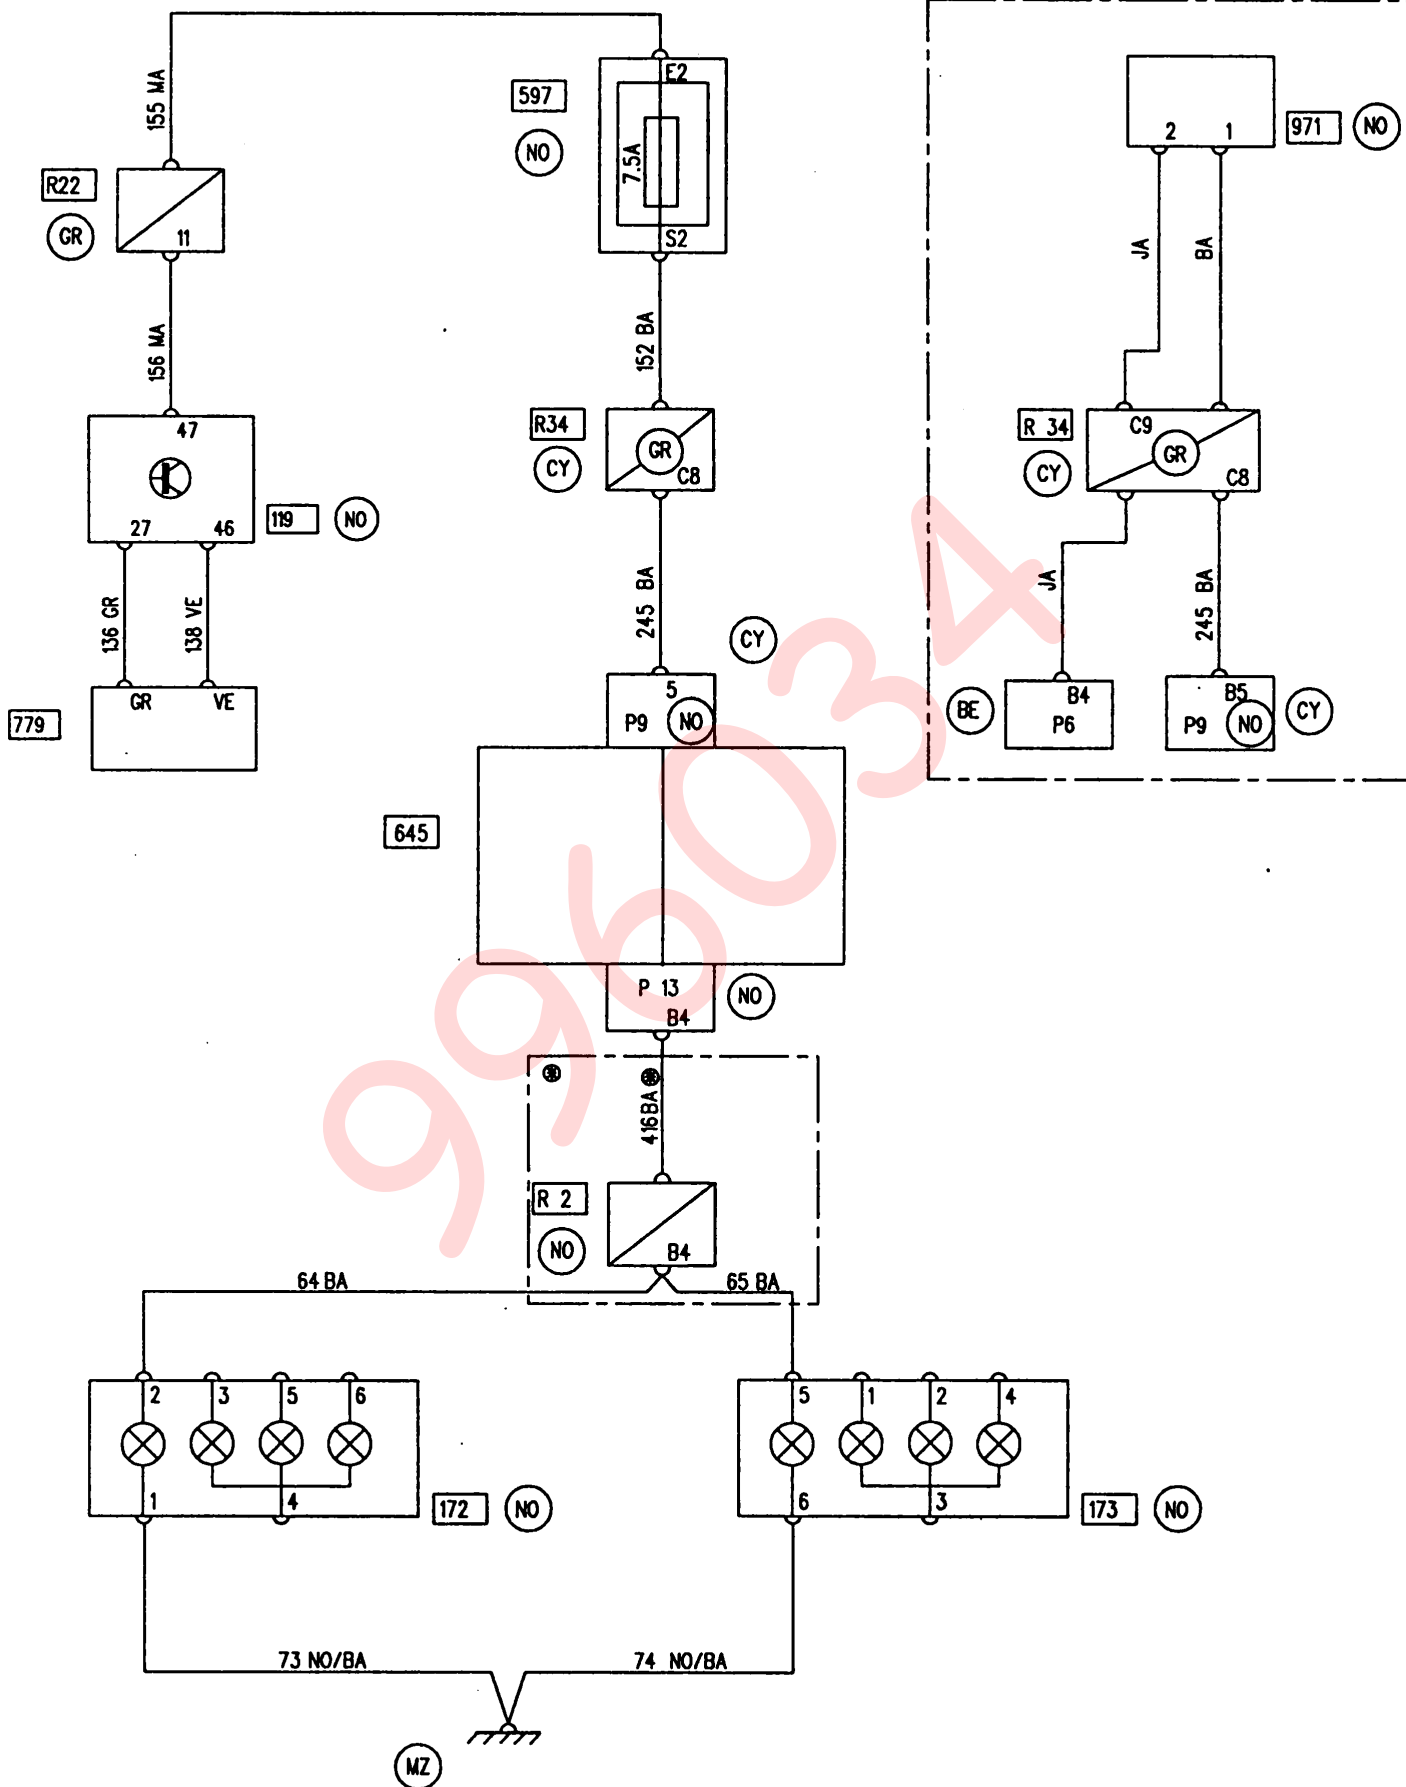 155 MA
E2
597
NO
7.5A
S2
2 1
971 NO
R22
GR
11
JA
BA
156 MA
152 BA
47
R34
CY
GR
C8
R 34
CY
C9
GR
C8
27 46
119 NO
136 GR
138 VE
245 BA
CY
JA
245 BA
GR VE
779
5
P9 NO
BE
B4
P6
B5
P9 NO
CY
645
P 13
B4
NO
416BA
R 2
NO
B4
64 BA
65 BA
2 3 5 6
1 4
172 NO
5 1 2 4
6 3
173 NO
73 NO/BA
74 NO/BA
MZ
996034